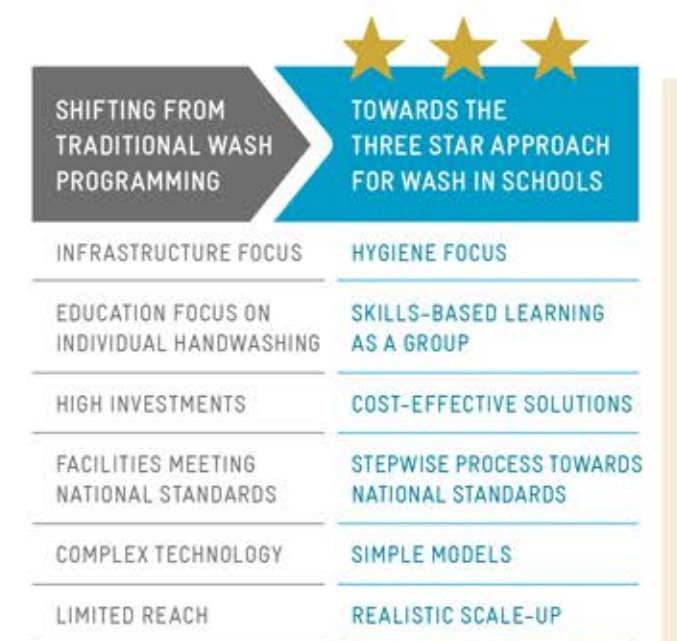 SHIFTING FROM
TRADITIONAL WASH
PROGRAMMING
TOWARDS THE
THREE STAR APPROACH
FOR WASH IN SCHOOLS
INFRASTRUCTURE FOCUS
HYGIENE FOCUS
EDUCATION FOCUS ON
INDIVIDUAL HANDWASHING
SKILLS-BASED LEARNING
AS A GROUP
HIGH INVESTMENTS
COST-EFFECTIVE SOLUTIONS
FACILITIES MEETING
NATIONAL STANDARDS
STEPWISE PROCESS TOWARDS
NATIONAL STANDARDS
COMPLEX TECHNOLOGY
SIMPLE MODELS
LIMITED REACH
REALISTIC SCALE-UP